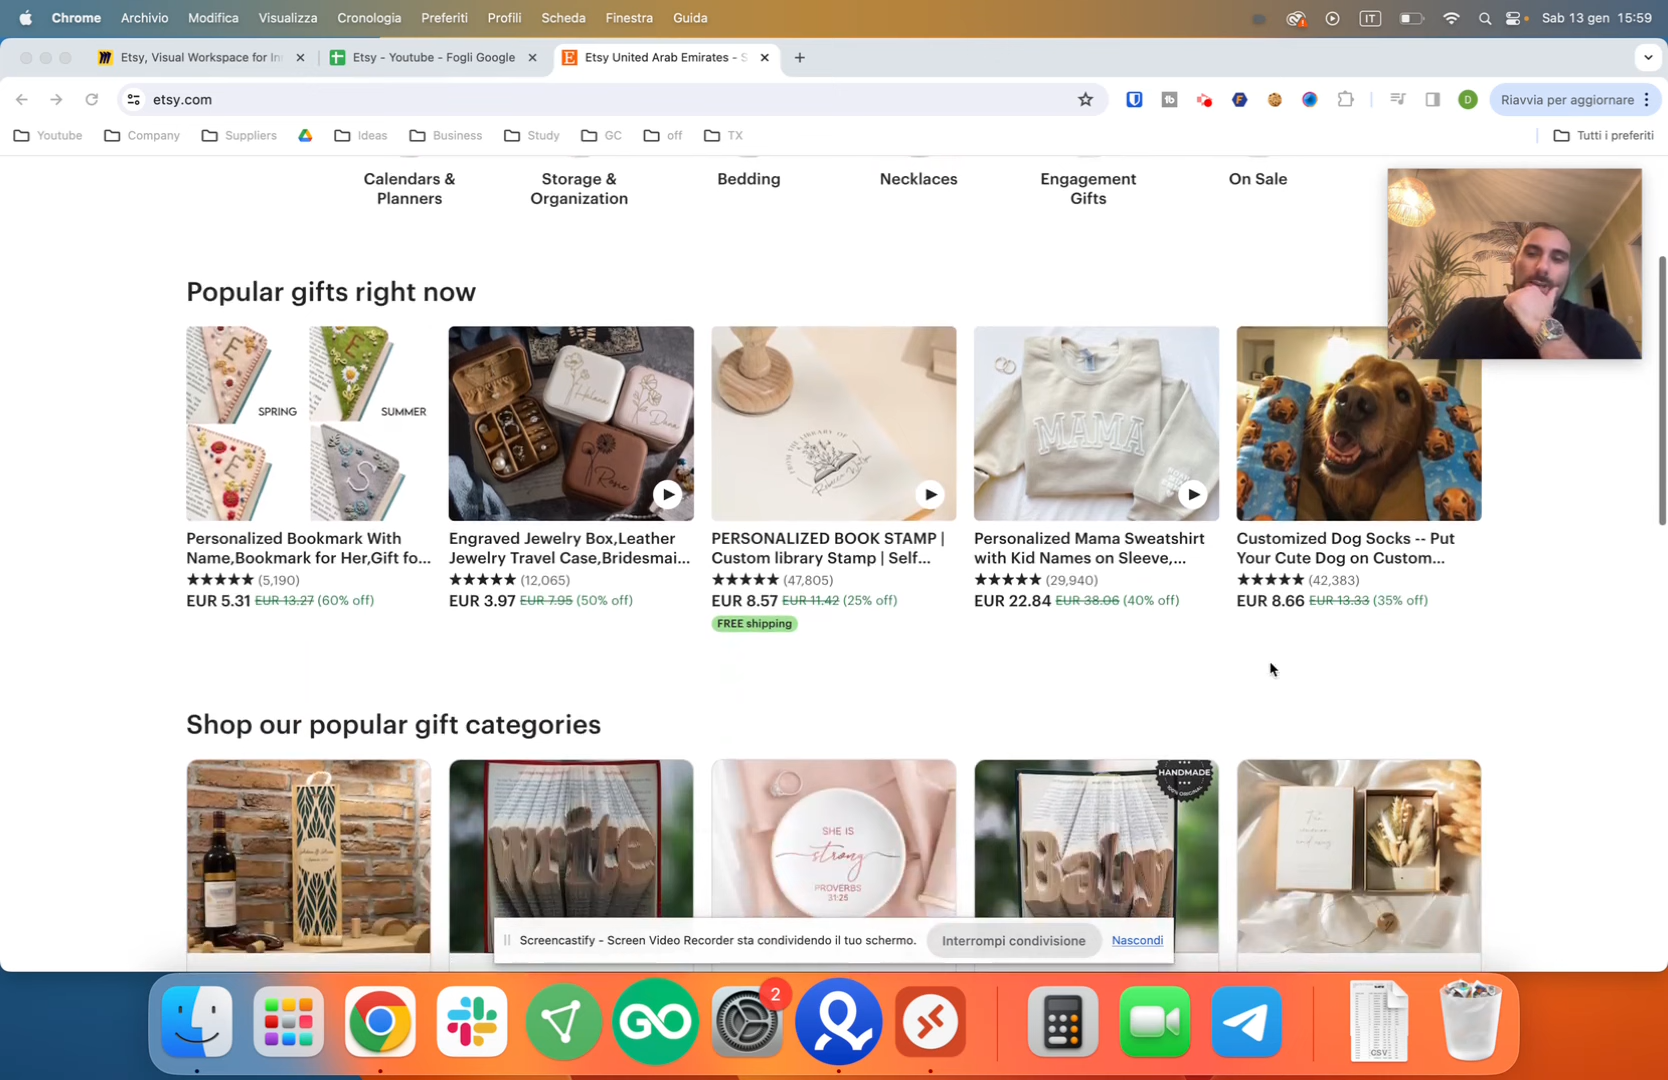 Chrome Archivio Modifica Visualizza Cronologia Preferiti Profili Scheda Finestra Guida IT Sab 13 gen 15:59
Etsy, Visual Workspace for In Etsy - Youtube - Fogli Google Etsy United Arab Emirates - S
etsy.com fb D Riavvia per aggiornare
Youtube Company Suppliers Ideas Business Study GC off TX Tutti i preferiti
Calendars & Planners
Storage & Organization
Bedding
Necklaces
Engagement Gifts
On Sale
Popular gifts right now
SPRING SUMMER
MAMA
Personalized Bookmark With
Name,Bookmark for Her,Gift fo...
(5,190)
EUR 5.31 EUR 13.27 (60% off)
Engraved Jewelry Box,Leather
Jewelry Travel Case,Bridesmai...
(12,065)
EUR 3.97 EUR 7.95 (50% off)
PERSONALIZED BOOK STAMP |
Custom library Stamp | Self...
(47,805)
EUR 8.57 EUR 11.42 (25% off)
FREE shipping
Personalized Mama Sweatshirt
with Kid Names on Sleeve,...
(29,940)
EUR 22.84 EUR 38.06 (40% off)
Customized Dog Socks -- Put
Your Cute Dog on Custom...
(42,383)
EUR 8.66 EUR 13.33 (35% off)
Shop our popular gift categories
write
SHE IS
strong
PROVERBS
31:25
HANDMADE
Baby
Screencastify - Screen Video Recorder sta condividendo il tuo schermo. Interrompi condivisione Nascondi
2
GO
CSV